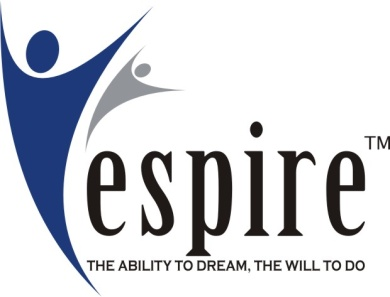 espire™
THE ABILITY TO DREAM, THE WILL TO DO